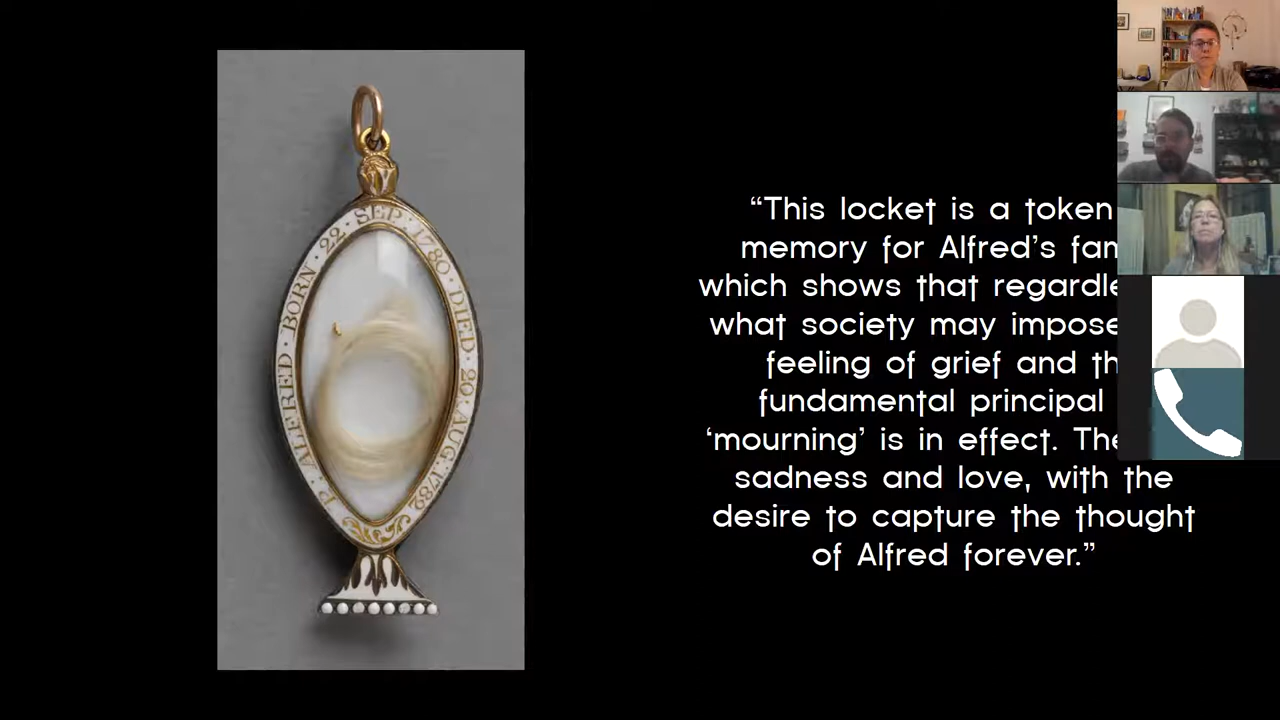 P. ALFRED · BORN · 22 · SEP · 1780 · DIED · 20 · AUG: 1782
“This locket is a token
memory for Alfred’s
which shows that
what society may impose
feeling of grief and
fundamental principal
‘mourning’ is in effect.
sadness and love, with the
desire to capture the thought
of Alfred forever.”